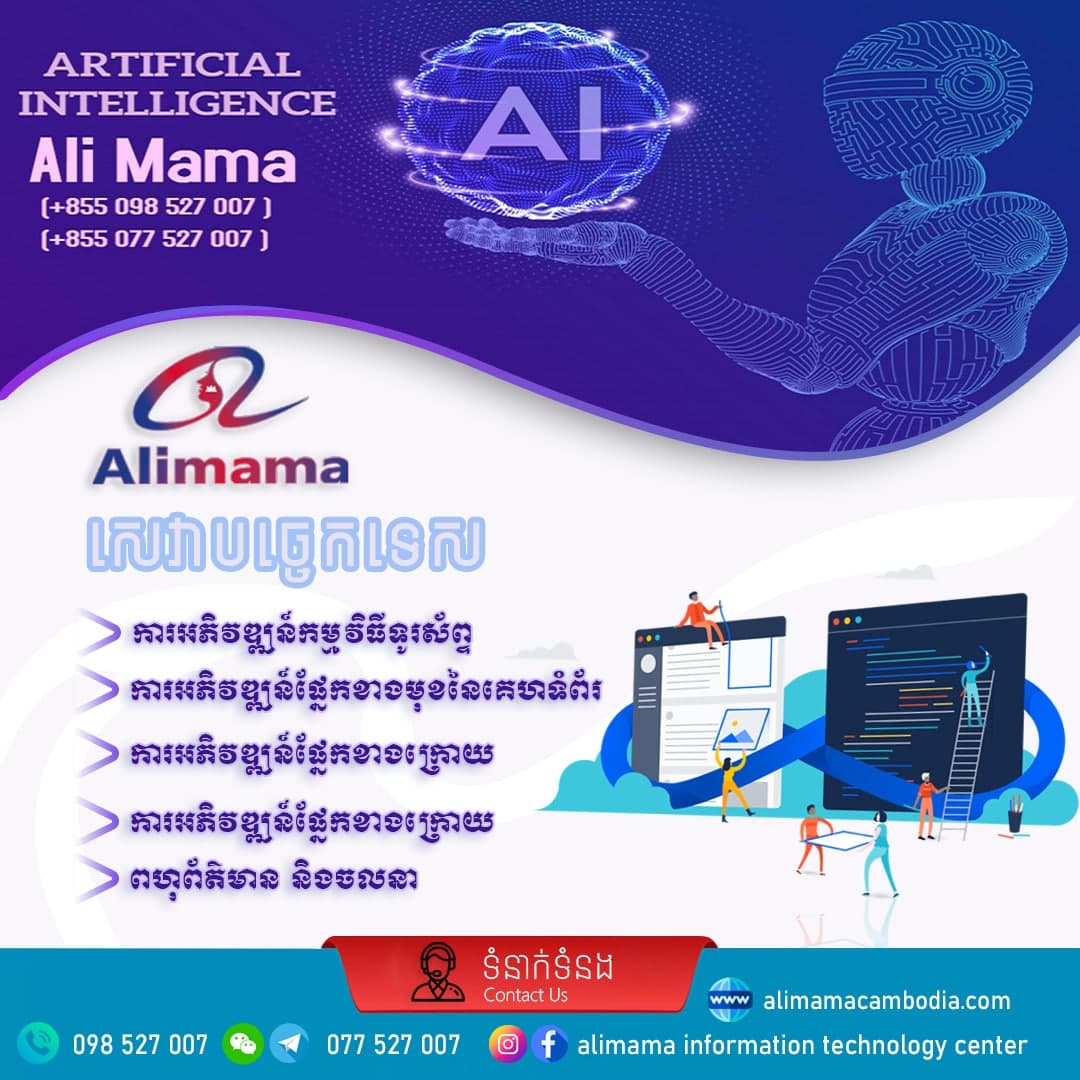 ARTIFICIAL
INTELLIGENCE
Ali Mama
(+855 098 527 007 )
(+855 077 527 007 )
AI
Alimama
សេវាបច្ចេកទេស
ការអភិវឌ្ឍន៍កម្មវិធីទូរស័ព្ទ
ការអភិវឌ្ឍន៍ផ្នែកខាងមុខនៃគេហទំព័រ
ការអភិវឌ្ឍន៍ផ្នែកខាងក្រោយ
ការអភិវឌ្ឍន៍ផ្នែកខាងក្រោយ
ពហុព័ត៌មាន និងចលនា
ទំនាក់ទំនង
Contact Us
www alimamacambodia.com
098 527 007 077 527 007 alimama information technology center